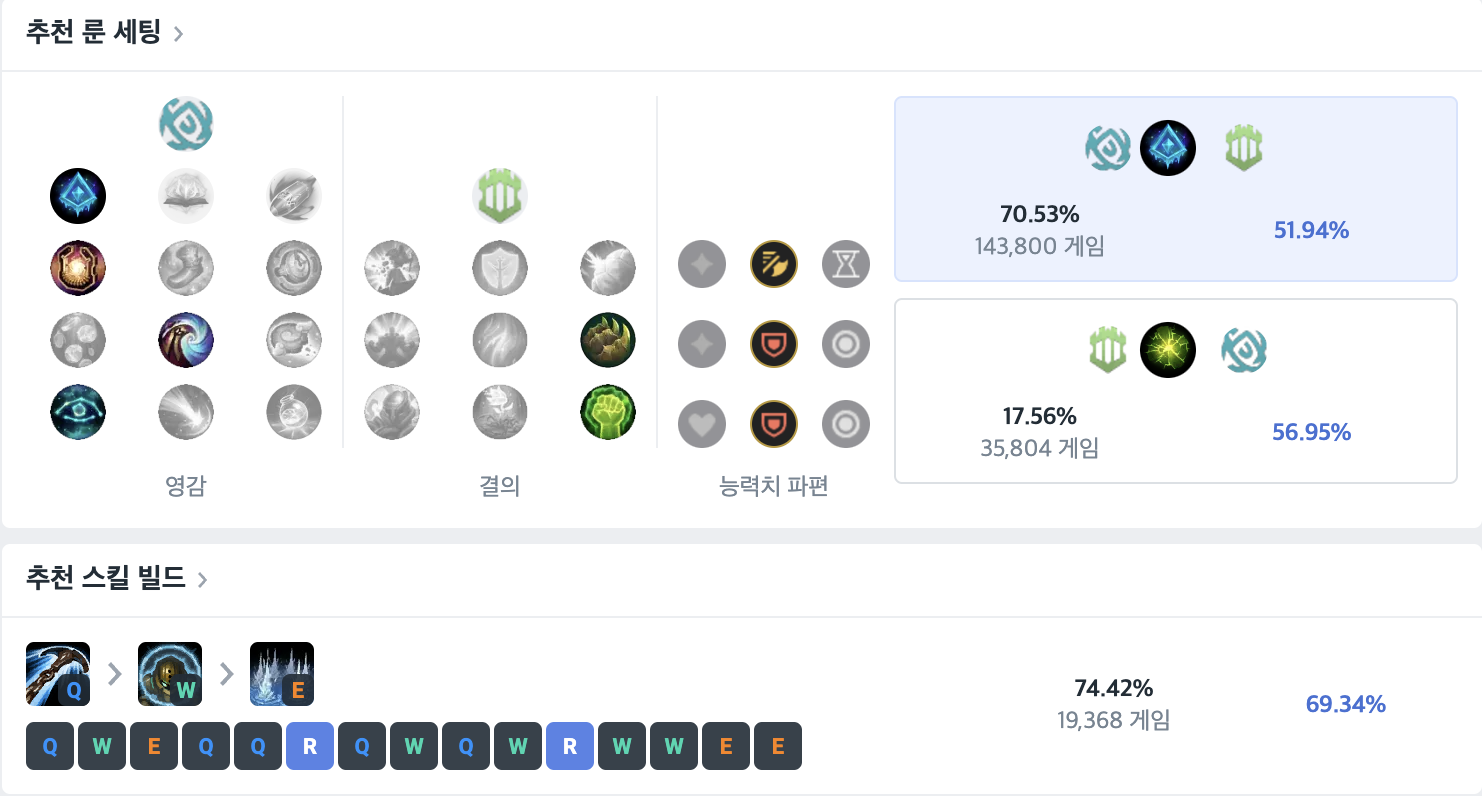 추천 룬 세팅
70.53%
143,800 게임
51.94%
17.56%
35,804 게임
56.95%
영감
결의
능력치 파편
추천 스킬 빌드
Q W E
74.42%
19,368 게임
69.34%
Q W E Q Q R Q W Q W R W W E E